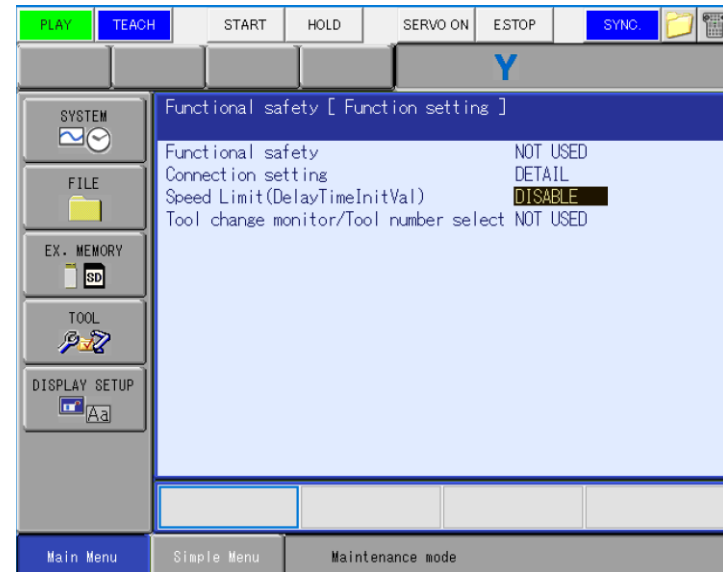 PLAY TEACH START HOLD SERVO ON E.STOP SYNC.
Y
SYSTEM
FILE
EX. MEMORY
SD
TOOL
DISPLAY SETUP
Aa
Functional safety [ Function setting ]
Functional safety NOT USED
Connection setting DETAIL
Speed Limit(DelayTimeInitVal) DISABLE
Tool change monitor/Tool number select NOT USED
Main Menu Simple Menu Maintenance mode